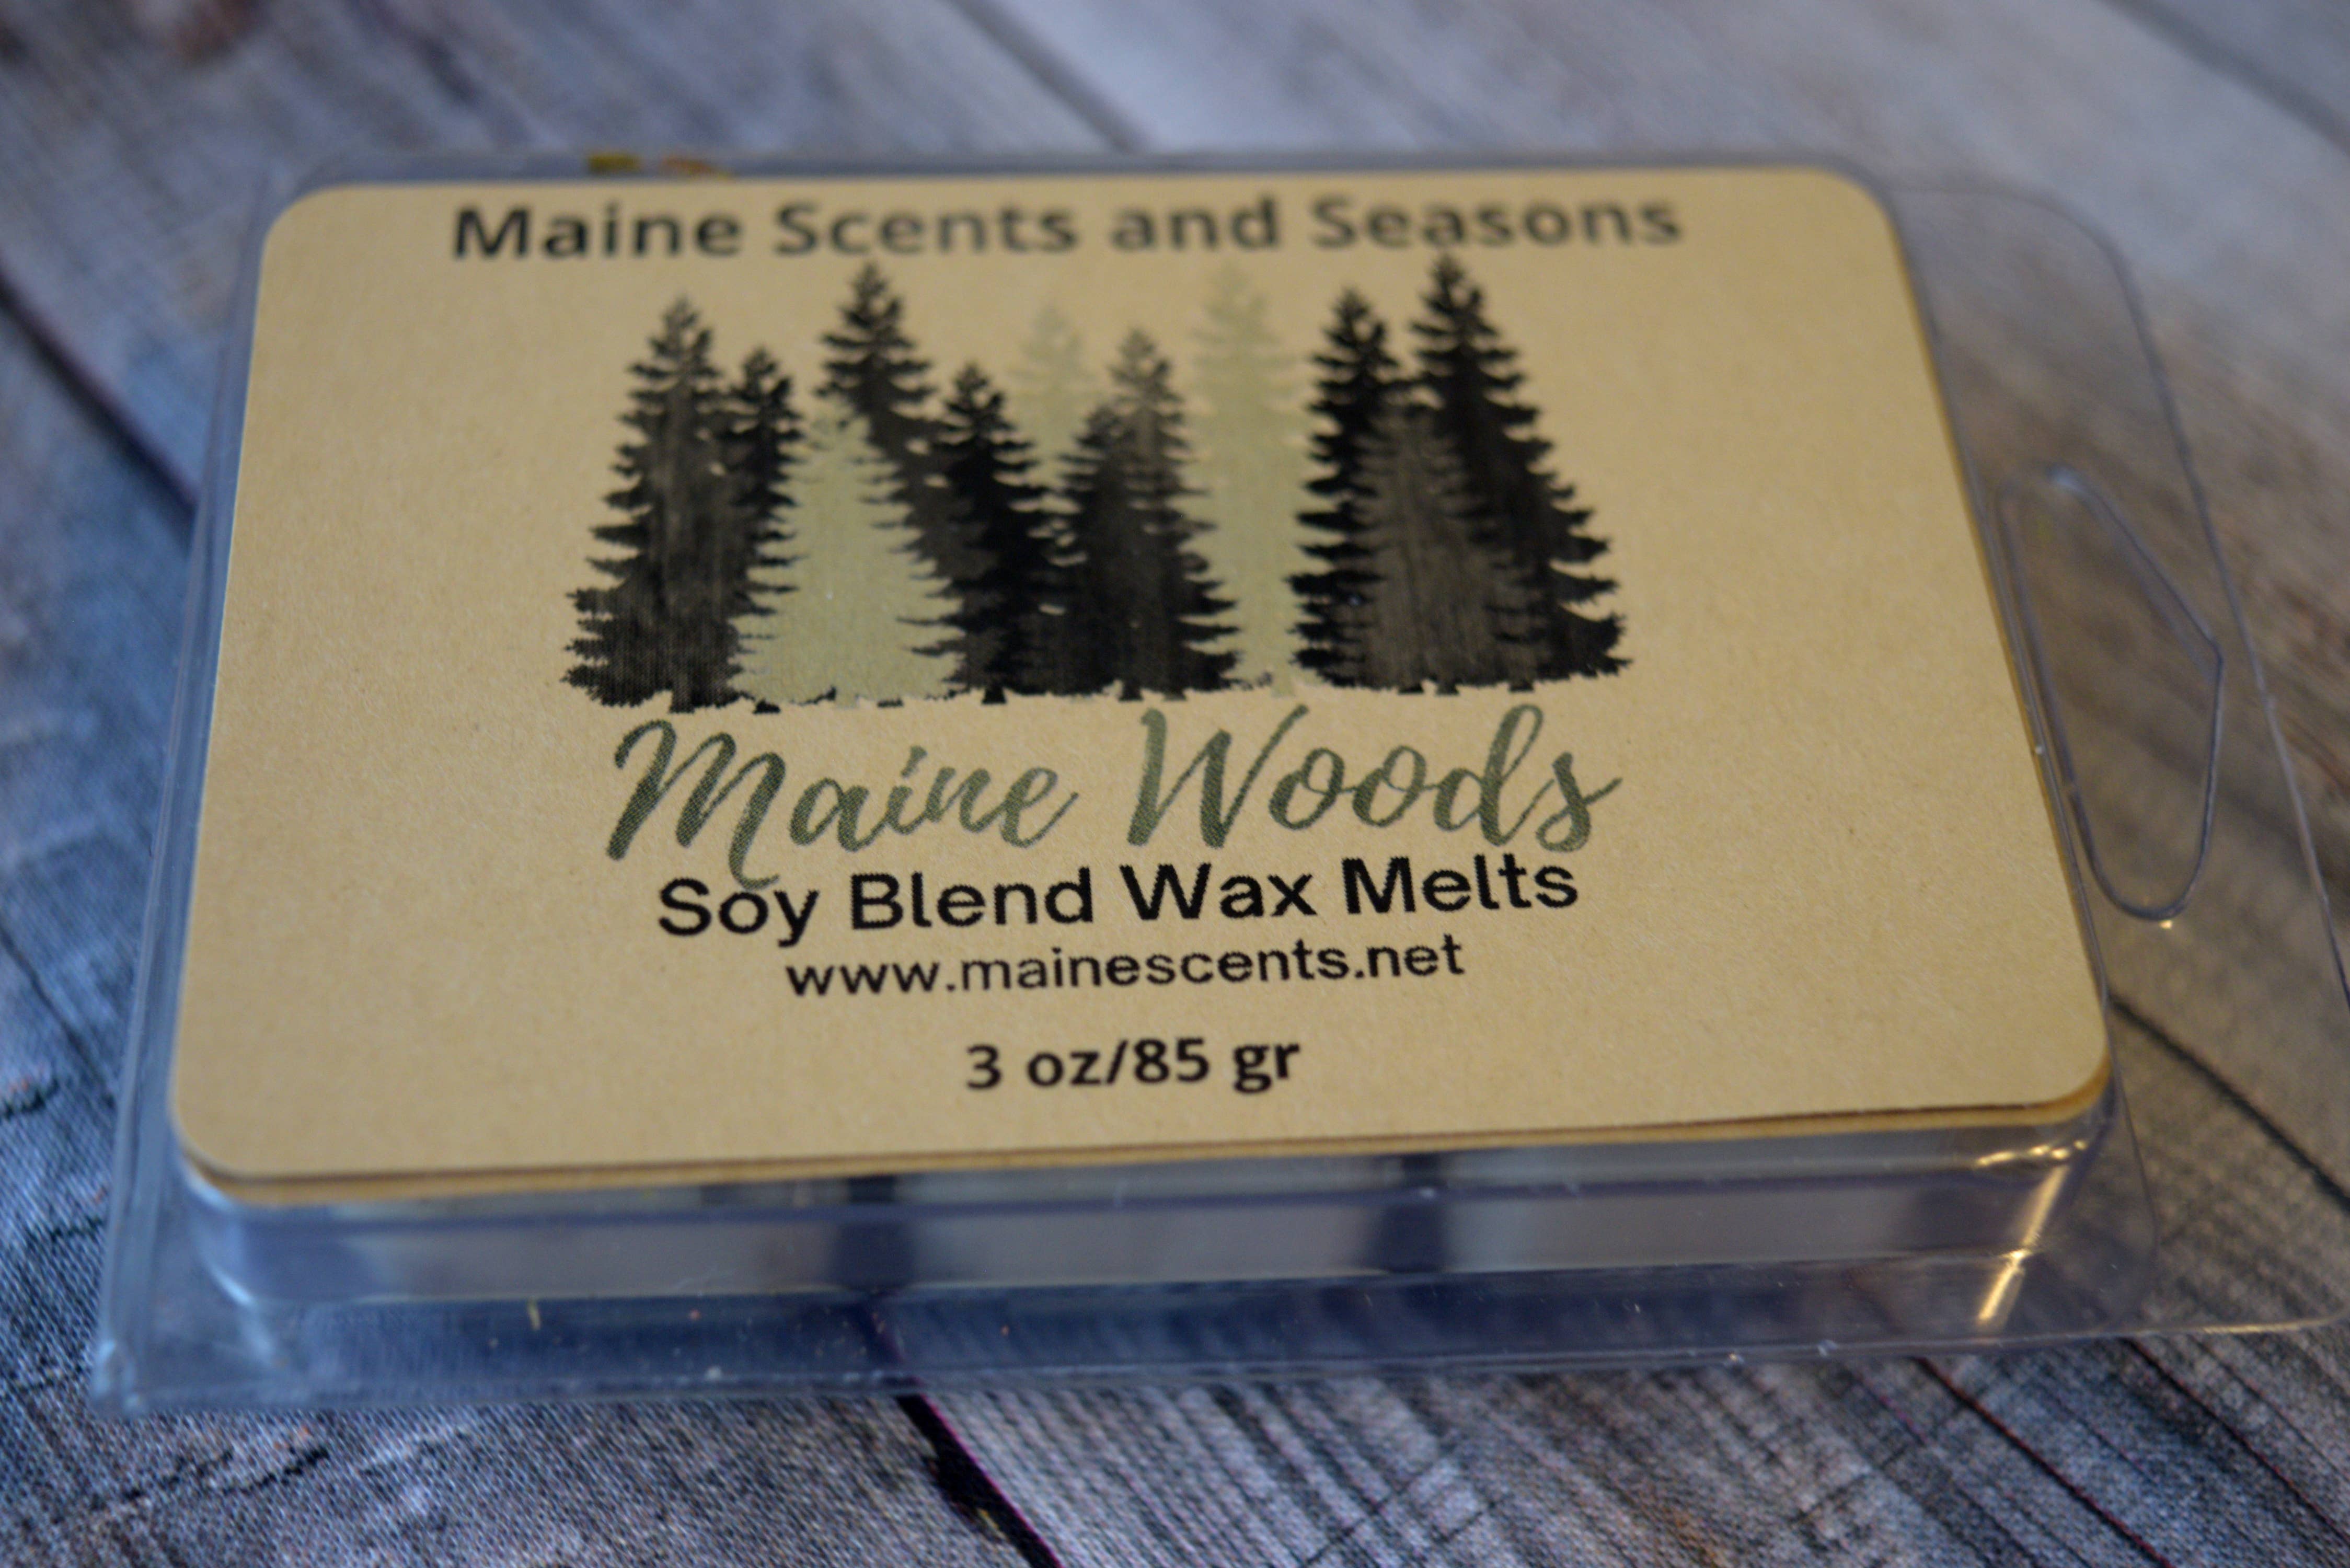 Maine Scents and Seasons
Maine Woods
Soy Blend Wax Melts
www.mainescents.net
3 oz/85 gr